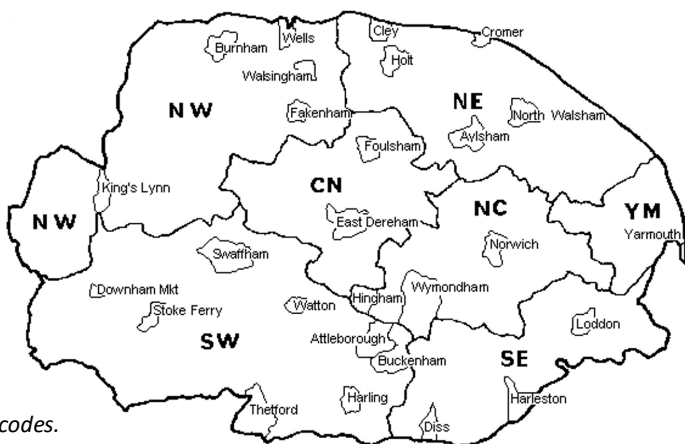 Cley
Cromer
Wells
Burnham
Holt
Walsingham
NW
NE
Fakenham
North Walsham
Aylsham
Foulsham
King's Lynn
CN
NC
YM
NW
East Dereham
Yarmouth
Norwich
Swaffham
Downham Mkt
Hingham
Wymondham
Stoke Ferry
Watton
Loddon
SW
Attleborough
Buckenham
SE
Harling
Harleston
Thetford
codes.
Diss